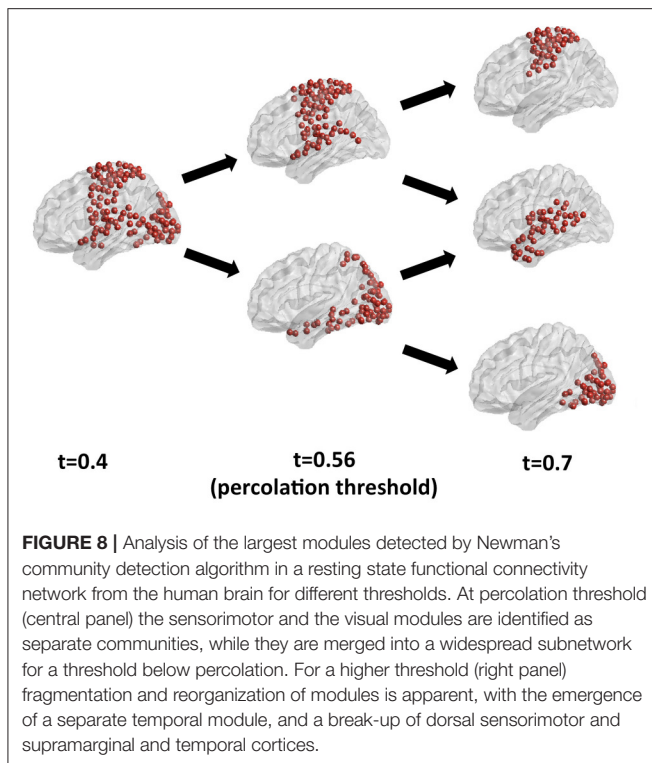 t=0.4
t=0.56
(percolation threshold)
t=0.7
FIGURE 8 | Analysis of the largest modules detected by Newman's
community detection algorithm in a resting state functional connectivity
network from the human brain for different thresholds. At percolation threshold
(central panel) the sensorimotor and the visual modules are identified as
separate communities, while they are merged into a widespread subnetwork
for a threshold below percolation. For a higher threshold (right panel)
fragmentation and reorganization of modules is apparent, with the emergence
of a separate temporal module, and a break-up of dorsal sensorimotor and
supramarginal and temporal cortices.